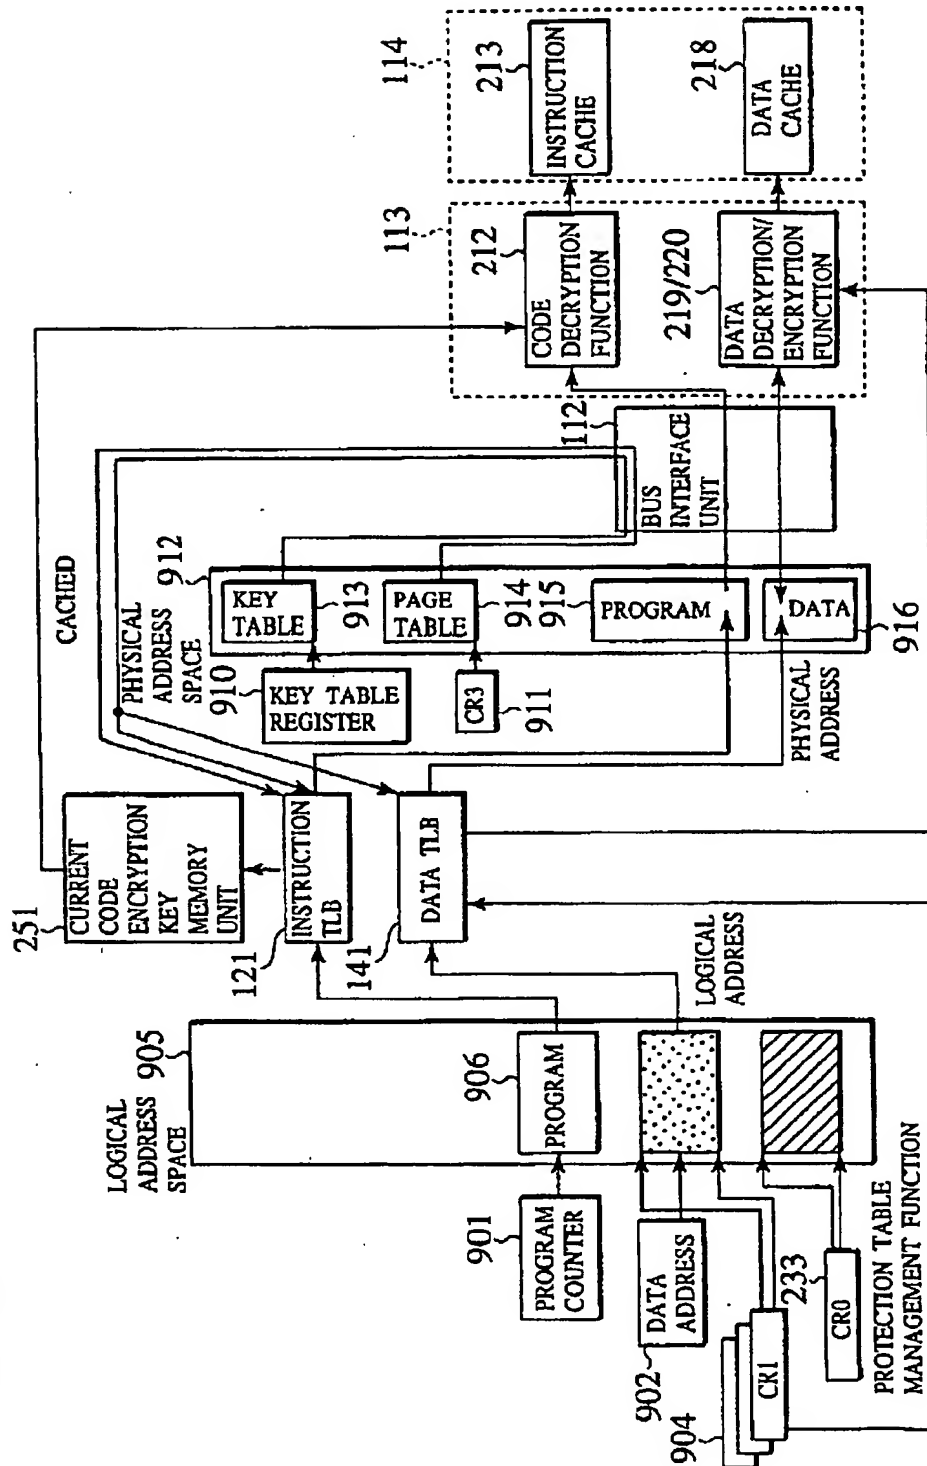 LOGICAL
ADDRESS
SPACE
905
901
PROGRAM
COUNTER
906
PROGRAM
902
DATA
ADDRESS
904
CR1
233
CR0
PROTECTION TABLE
MANAGEMENT FUNCTION
LOGICAL
ADDRESS
251
CURRENT
CODE
ENCRYPTION
KEY
MEMORY
UNIT
121
INSTRUCTION
TLB
141
DATA TLB
CACHED
PHYSICAL
ADDRESS
SPACE
912
910
KEY TABLE
REGISTER
KEY
TABLE
913
CR3
911
PAGE
TABLE
914
915
PROGRAM
DATA
916
PHYSICAL
ADDRESS
112
BUS
INTERFACE
UNIT
113
212
CODE
DECRYPTION
FUNCTION
219/220
DATA
DECRYPTION/
ENCRYPTION
FUNCTION
114
213
INSTRUCTION
CACHE
218
DATA
CACHE